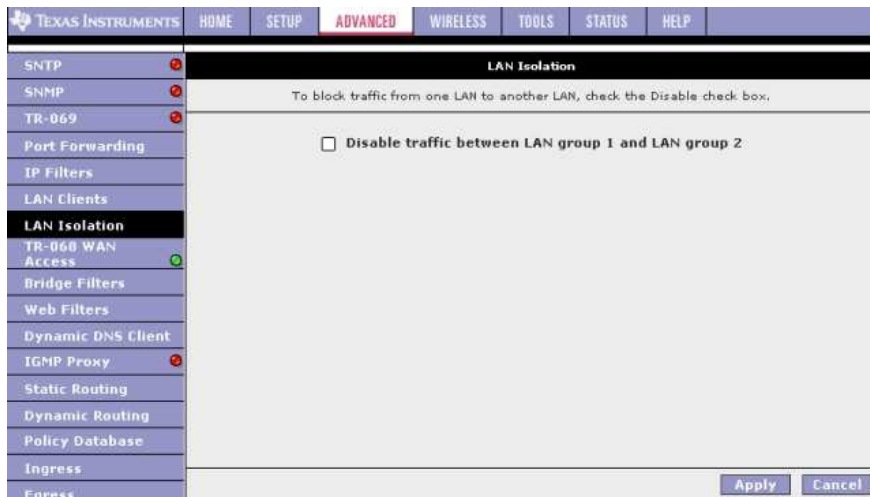 TEXAS INSTRUMENTS
HOME
SETUP
ADVANCED
WIRELESS
TOOLS
STATUS
HELP
SNTP
SNMP
TR-069
Port Forwarding
IP Filters
LAN Clients
LAN Isolation
TR-068 WAN
Access
Bridge Filters
Web Filters
Dynamic DNS Client
IGMP Proxy
Static Routing
Dynamic Routing
Policy Database
Ingress
Egress
LAN Isolation
To block traffic from one LAN to another LAN, check the Disable check box.
Disable traffic between LAN group 1 and LAN group 2
Apply
Cancel